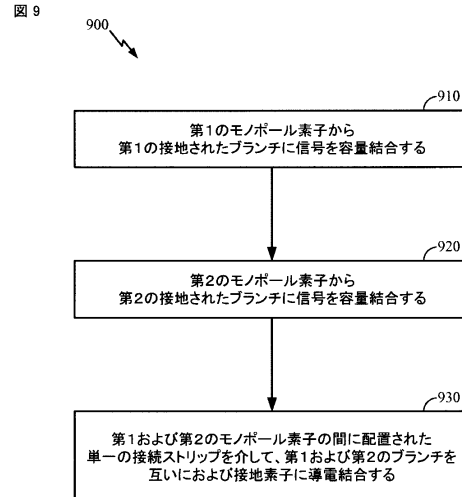 図9
900
910
第1のモノポール素子から
第1の接地されたブランチに信号を容量結合する
920
第2のモノポール素子から
第2の接地されたブランチに信号を容量結合する
930
第1および第2のモノポール素子の間に配置された
単一の接続ストリップを介して、第1および第2のブランチを
互いにおよび接地素子に導電結合する